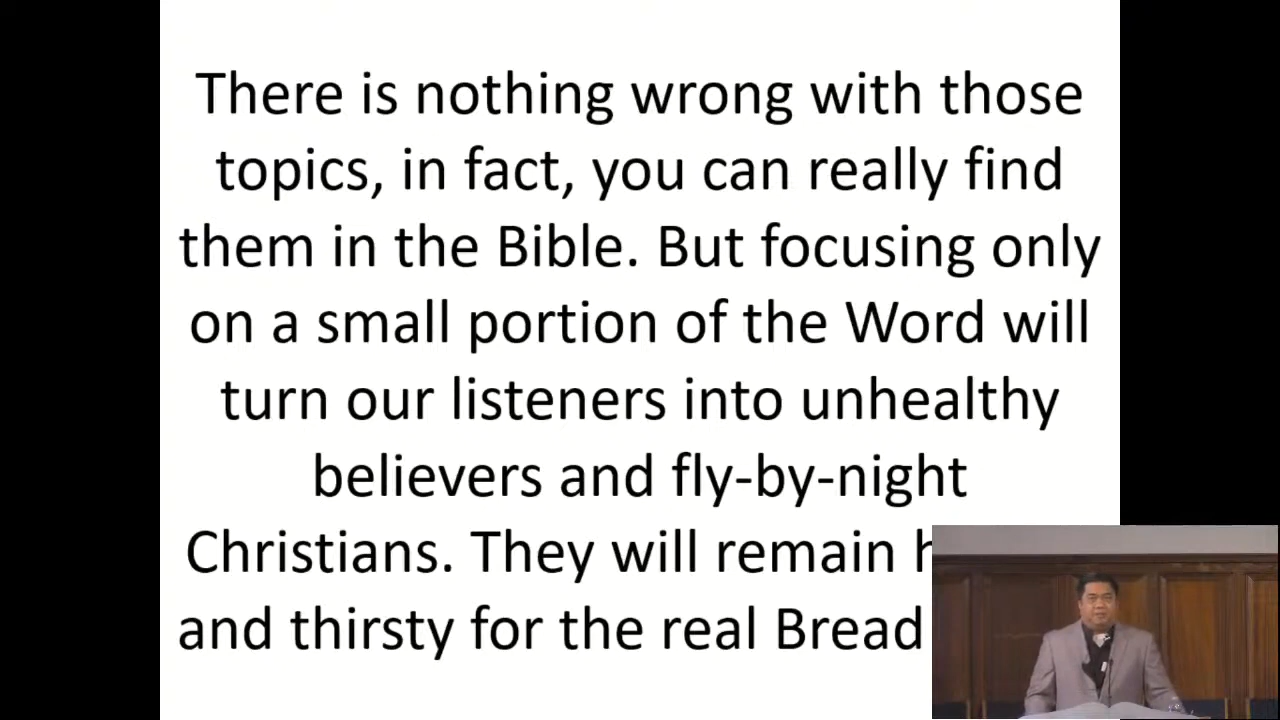 There is nothing wrong with those
topics, in fact, you can really find
them in the Bible. But focusing only
on a small portion of the Word will
turn our listeners into unhealthy
believers and fly-by-night
Christians. They will remain
and thirsty for the real Bread